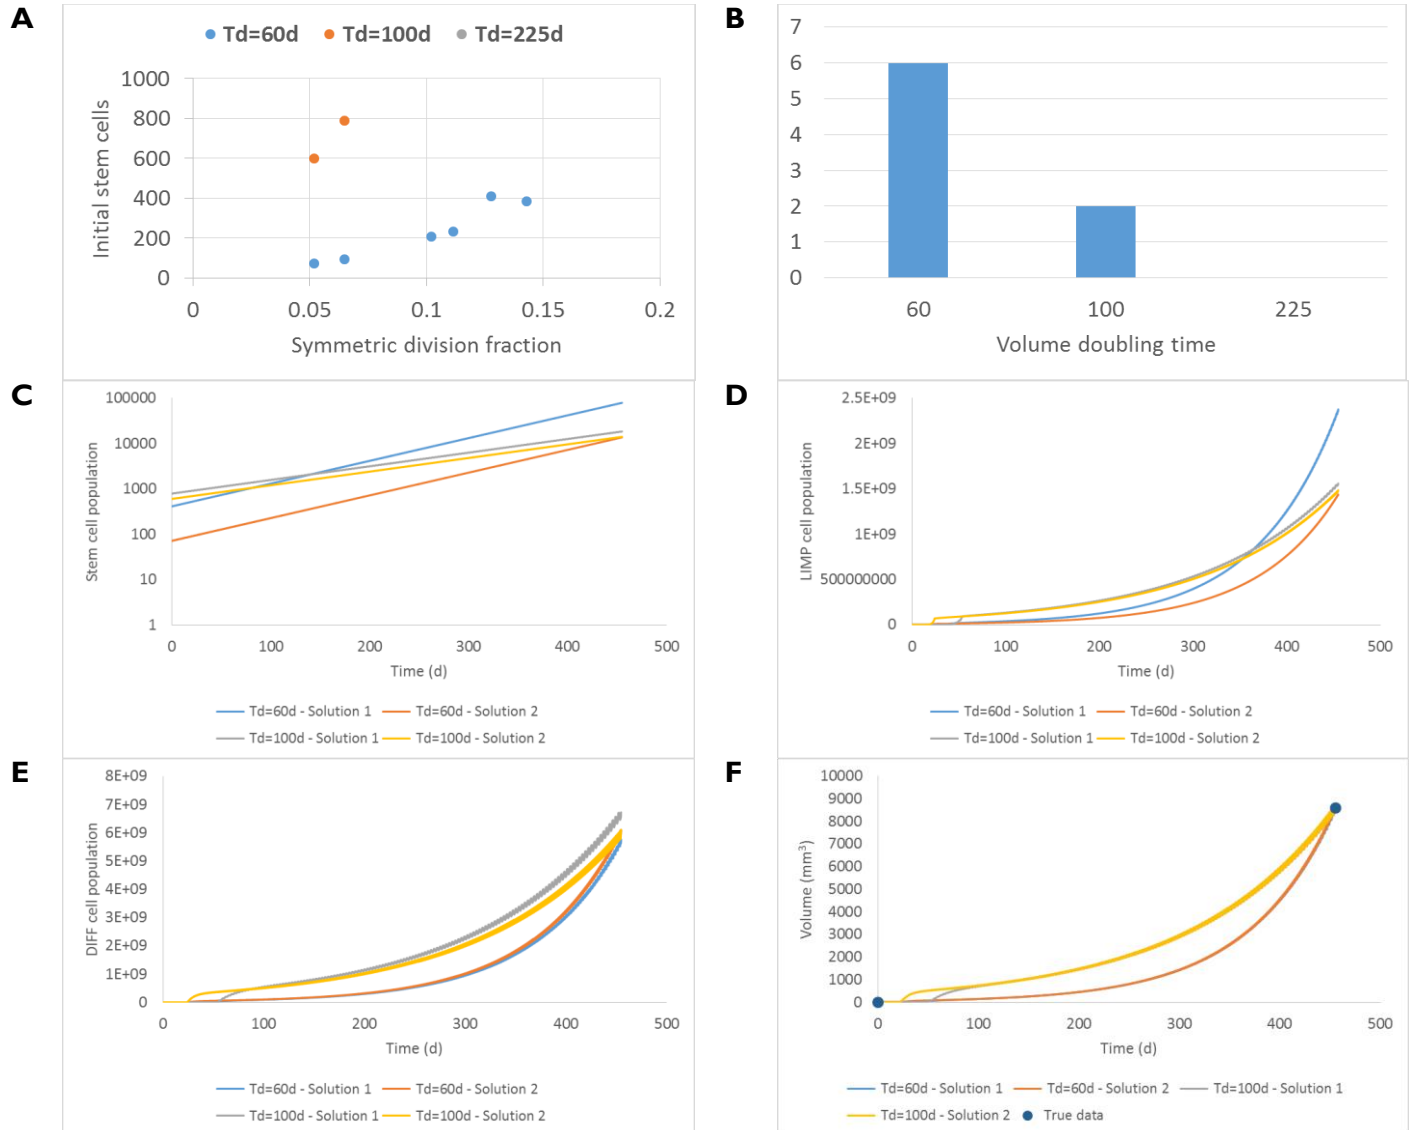 A
Td=60d Td=100d Td=225d
1000
800
600
400
200
0
0 0.05 0.1 0.15 0.2
Initial stem cells
Symmetric division fraction
B
7
6
5
4
3
2
1
0
60 100 225
Volume doubling time
C
100000
10000
1000
100
10
1
0 100 200 300 400 500
Stem cell population
Time (d)
Td=60d - Solution 1 Td=60d - Solution 2
Td=100d - Solution 1 Td=100d - Solution 2
D
2.5E+09
2E+09
1.5E+09
1E+09
500000000
0
0 100 200 300 400 500
LIMP cell population
Time (d)
Td=60d - Solution 1 Td=60d - Solution 2
Td=100d - Solution 1 Td=100d - Solution 2
E
8E+09
7E+09
6E+09
5E+09
4E+09
3E+09
2E+09
1E+09
0
0 100 200 300 400 500
DIFF cell population
Time (d)
Td=60d - Solution 1 Td=60d - Solution 2
Td=100d - Solution 1 Td=100d - Solution 2
F
10000
9000
8000
7000
6000
5000
4000
3000
2000
1000
0
0 100 200 300 400 500
Volume (mm³)
Time (d)
Td=60d - Solution 1 Td=60d - Solution 2 Td=100d - Solution 1
Td=100d - Solution 2 True data